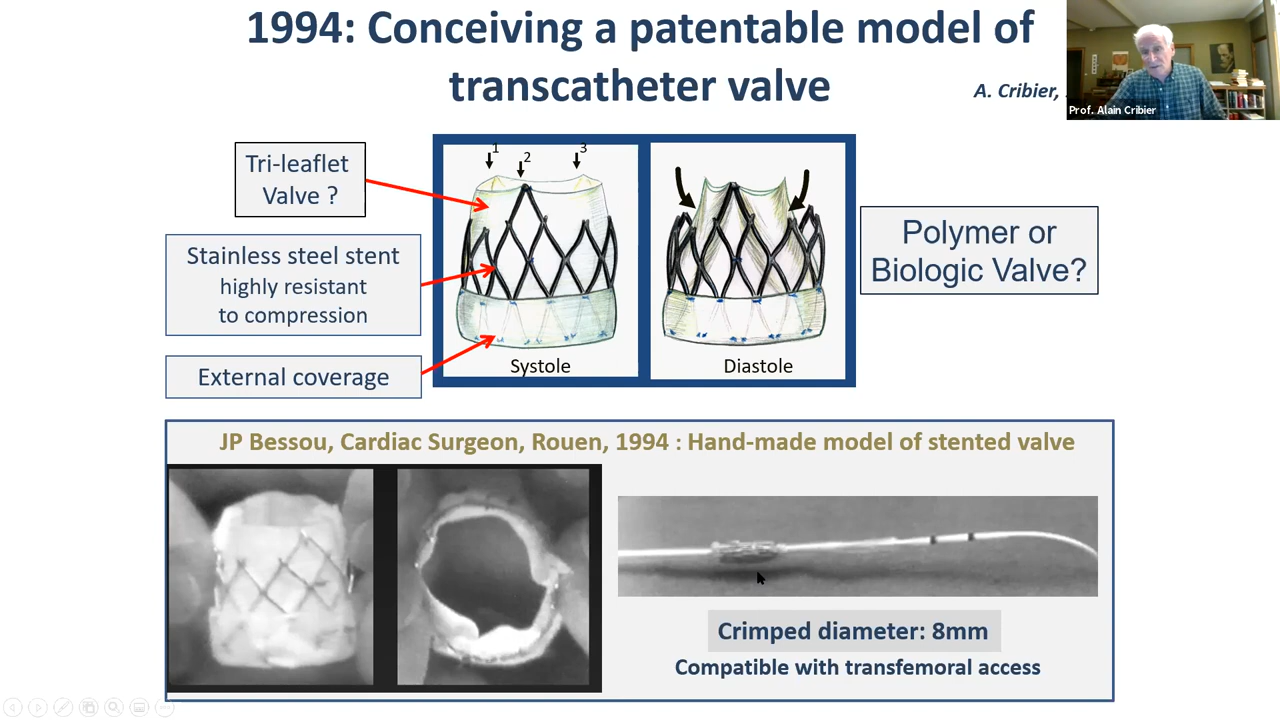 1994: Conceiving a patentable model of
transcatheter valve
A. Cribier,
Prof. Alain Cribier
Tri-leaflet
Valve ?
Stainless steel stent
highly resistant
to compression
External coverage
1
2
3
Systole
Diastole
Polymer or
Biologic Valve?
JP Bessou, Cardiac Surgeon, Rouen, 1994 : Hand-made model of stented valve
Crimped diameter: 8mm
Compatible with transfemoral access